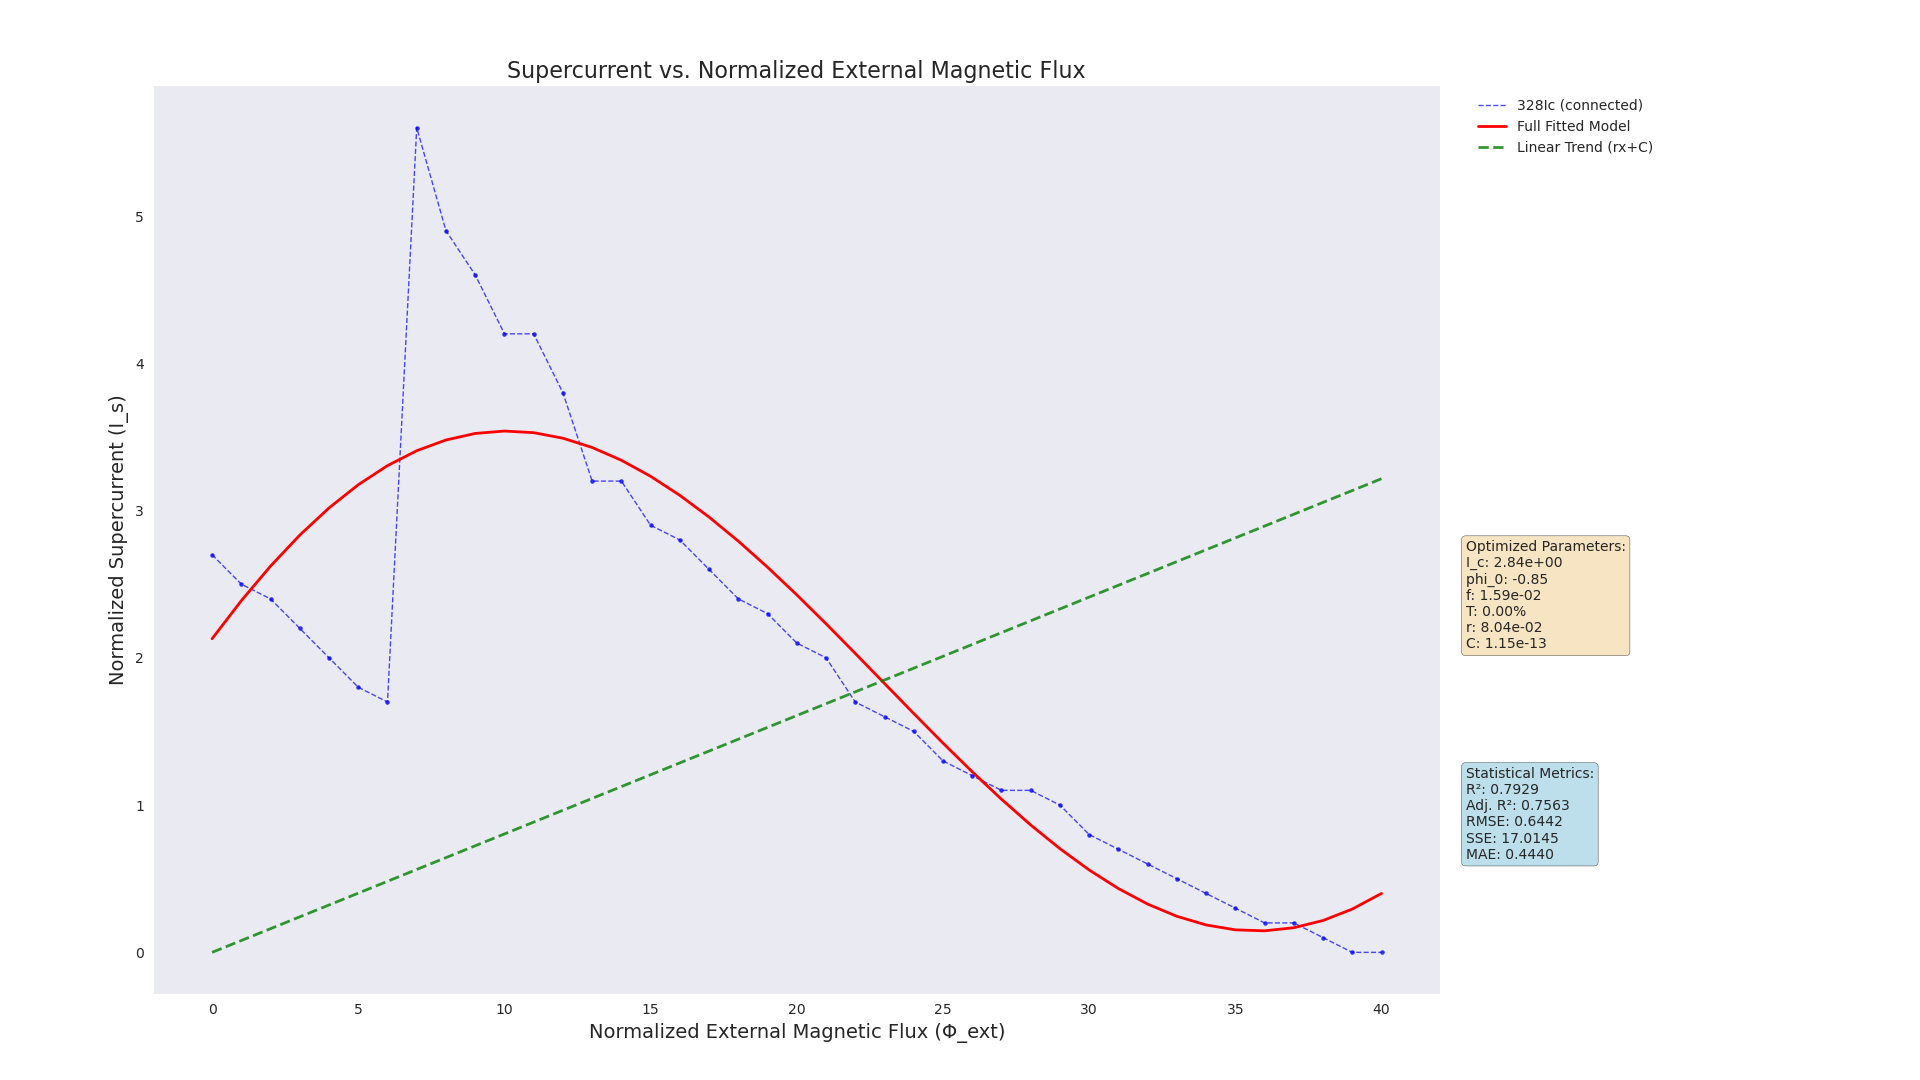 Supercurrent vs. Normalized External Magnetic Flux
328Ic (connected)
Full Fitted Model
Linear Trend (rx+C)
Normalized Supercurrent (I_s)
5
4
3
2
1
0
0 5 10 15 20 25 30 35 40
Normalized External Magnetic Flux (Φ_ext)
Optimized Parameters:
I_c: 2.84e+00
phi_0: -0.85
f: 1.59e-02
T: 0.00%
r: 8.04e-02
C: 1.15e-13
Statistical Metrics:
R²: 0.7929
Adj. R²: 0.7563
RMSE: 0.6442
SSE: 17.0145
MAE: 0.4440